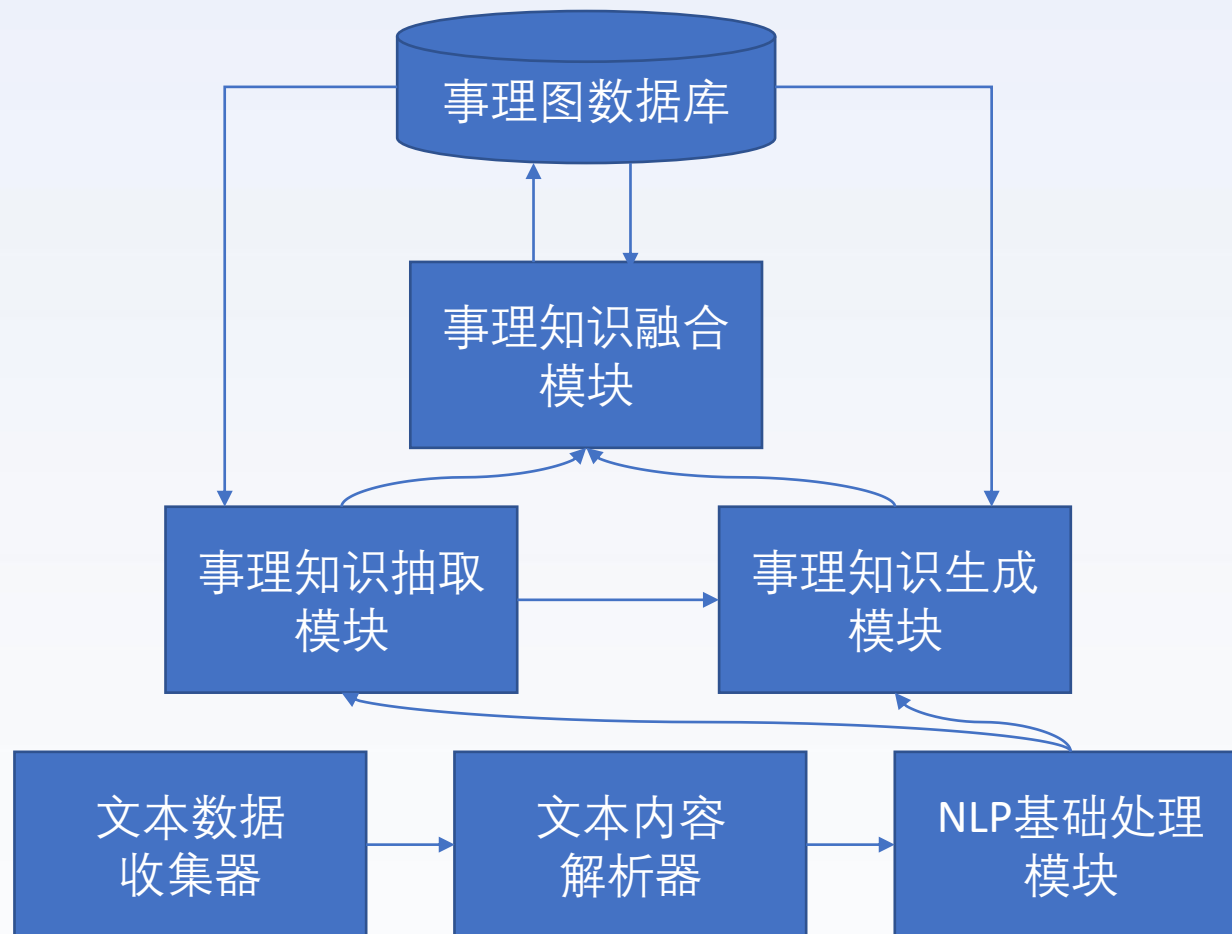 事理图数据库
事理知识融合
模块
事理知识抽取
模块
事理知识生成
模块
文本数据
收集器
文本内容
解析器
NLP基础处理
模块